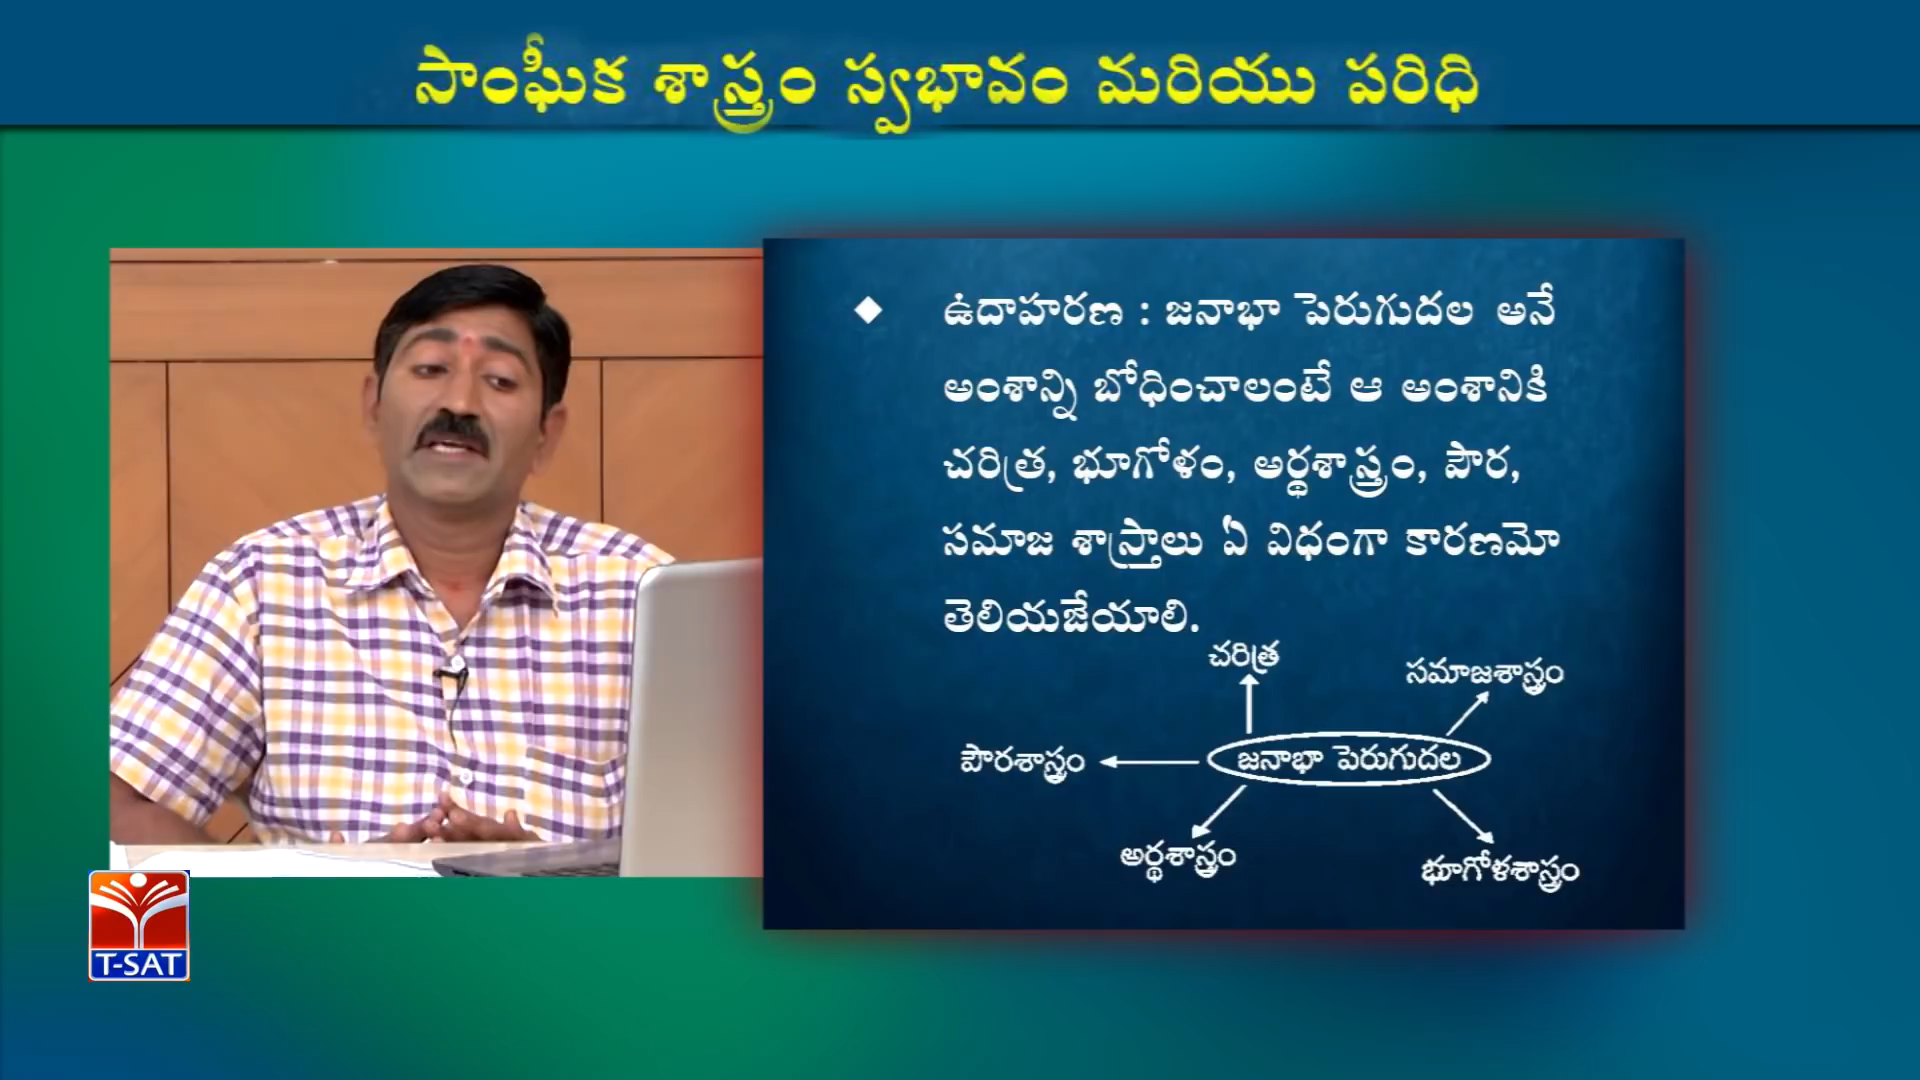 సాంఘీక శాస్త్రం స్వభావం మరియు పరిధి
ఉదాహరణ : జనాభా పెరుగుదల అనే
అంశాన్ని బోధించాలంటే ఆ అంశానికి
చరిత్ర, భూగోళం, అర్థశాస్త్రం, పౌర,
సమాజ శాస్త్రాలు ఏ విధంగా కారణమో
తెలియజేయాలి.
చరిత్ర
సమాజశాస్త్రం
పౌరశాస్త్రం
జనాభా పెరుగుదల
అర్థశాస్త్రం
భూగోళశాస్త్రం
T-SAT